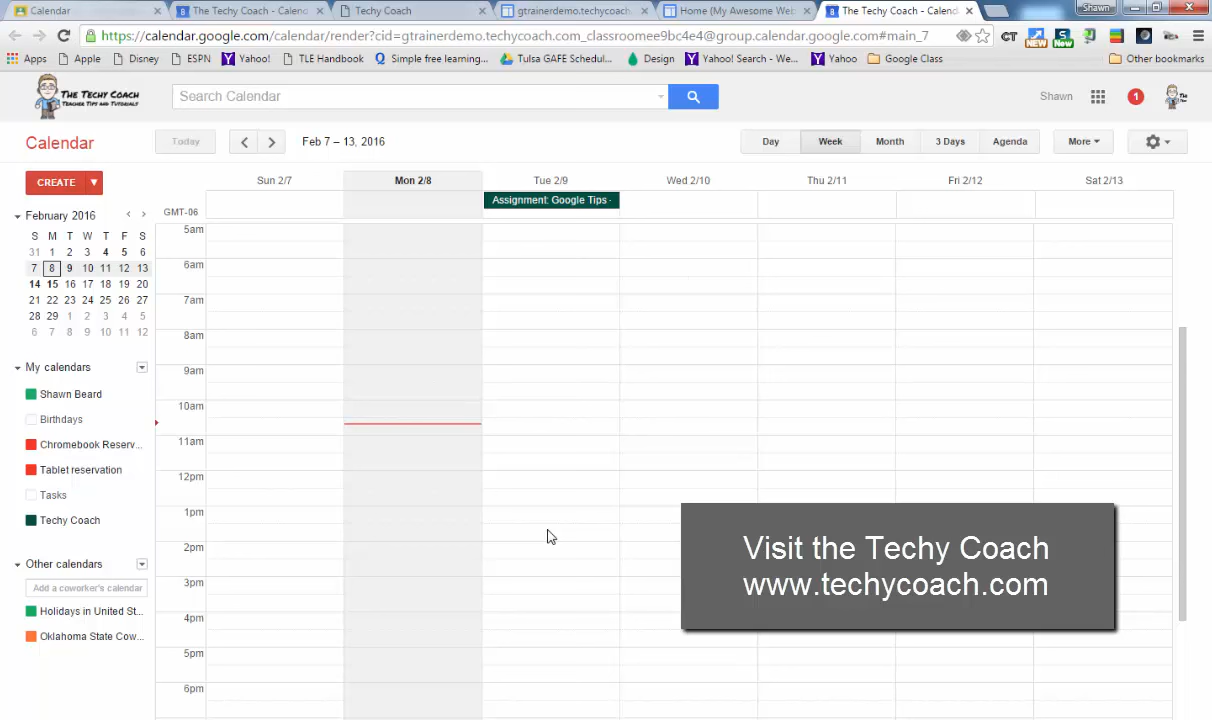 Calendar
The Techy Coach - Calend
Techy Coach
gtrainerdemo.techycoach
Home (My Awesome Web
The Techy Coach - Calend
Shawn
https://calendar.google.com/calendar/render?cid=gtrainerdemo.techycoach.com_classroomee9bc4e4@group.calendar.google.com#main_7
Apps
Apple
Disney
ESPN
Yahoo!
TLE Handbook
Simple free learning...
Tulsa GAFE Schedul...
Design
Yahoo! Search - We...
Yahoo
Google Class
Other bookmarks
THE TECHY COACH
TEACHER TIPS AND TUTORIALS
Search Calendar
Shawn
1
Calendar
Today
Feb 7 – 13, 2016
Day
Week
Month
3 Days
Agenda
More
CREATE
February 2016
S M T W T F S
31 1 2 3 4 5 6
7 8 9 10 11 12 13
14 15 16 17 18 19 20
21 22 23 24 25 26 27
28 29 1 2 3 4 5
6 7 8 9 10 11 12
My calendars
Shawn Beard
Birthdays
Chromebook Reserv...
Tablet reservation
Tasks
Techy Coach
Other calendars
Add a coworker's calendar
Holidays in United St...
Oklahoma State Cow...
Sun 2/7
Mon 2/8
Tue 2/9
Wed 2/10
Thu 2/11
Fri 2/12
Sat 2/13
GMT-06
Assignment: Google Tips -
5am
6am
7am
8am
9am
10am
11am
12pm
1pm
2pm
3pm
4pm
5pm
6pm
Visit the Techy Coach
www.techycoach.com